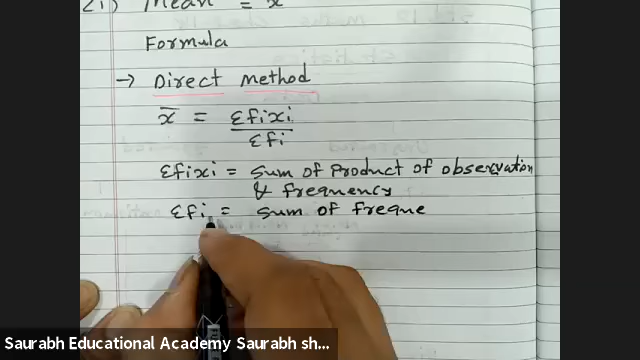 (i) Mean = x̄
Formula
→ Direct Method
x̄ = Σfixi / Σfi
Σfixi = sum of Product of observation
& frequency
Σfi = sum of freque
Saurabh Educational Academy Saurabh sh...